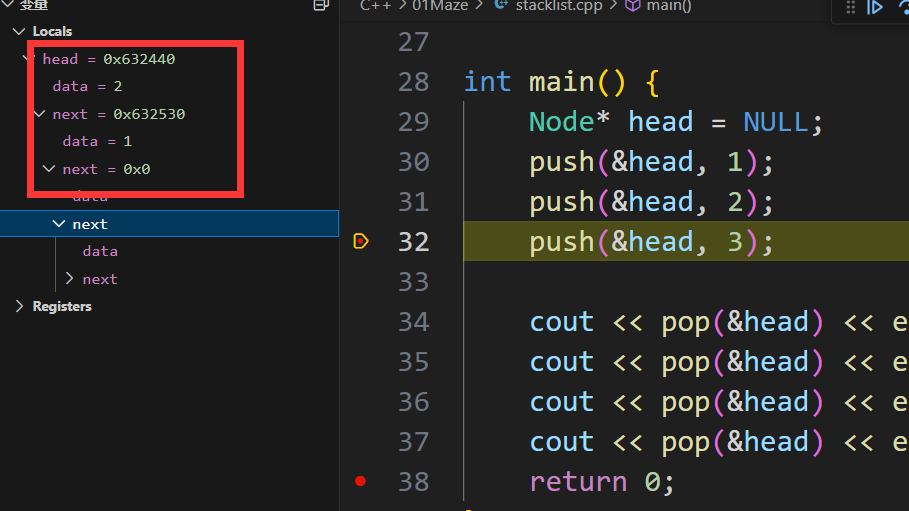 变量
Locals
head = 0x632440
data = 2
next = 0x632530
data = 1
next = 0x0
data
next
data
next
Registers
C++ > 01Maze > stacklist.cpp > main()
27
28 int main() {
29 Node* head = NULL;
30 push(&head, 1);
31 push(&head, 2);
32 push(&head, 3);
33
34 cout << pop(&head) << e
35 cout << pop(&head) << e
36 cout << pop(&head) << e
37 cout << pop(&head) << e
38 return 0;